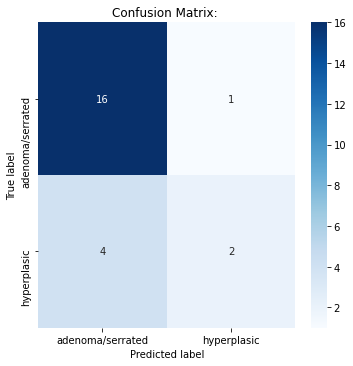 Confusion Matrix:
True label
adenoma/serrated
hyperplasic
16
1
4
2
adenoma/serrated
hyperplasic
Predicted label
16
14
12
10
8
6
4
2